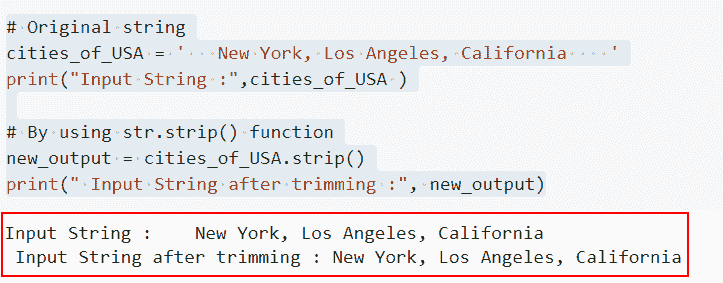 # Original string
cities_of_USA = '   New York, Los Angeles, California    '
print("Input String :",cities_of_USA )
# By using str.strip() function
new_output = cities_of_USA.strip()
print(" Input String after trimming :", new_output)
Input String :    New York, Los Angeles, California
 Input String after trimming : New York, Los Angeles, California